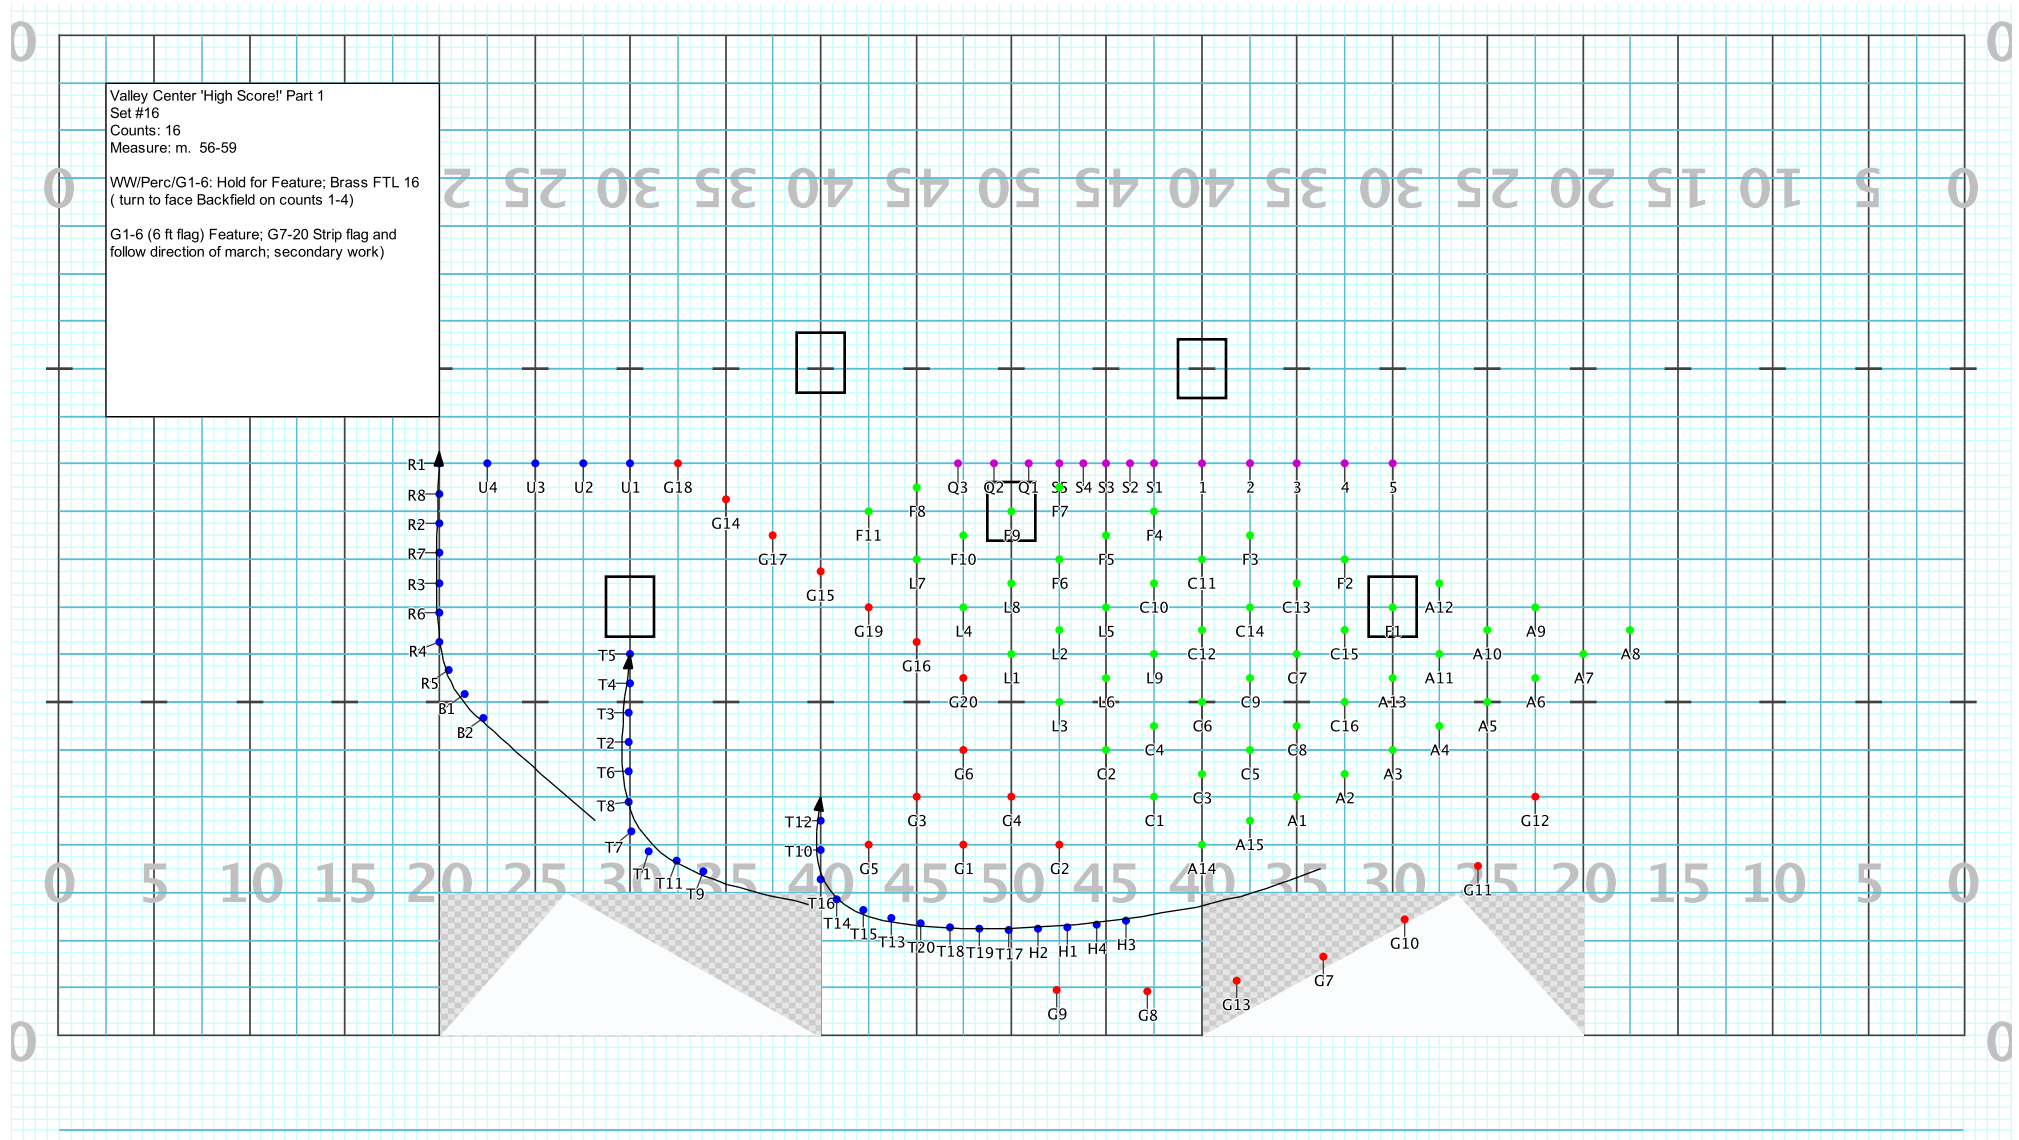 0 0
Valley Center 'High Score!' Part 1
Set #16
Counts: 16
Measure: m. 56-59
WW/Perc/G1-6: Hold for Feature; Brass FTL 16
( turn to face Backfield on counts 1-4)
G1-6 (6 ft flag) Feature; G7-20 Strip flag and
follow direction of march; secondary work)
0 2 25 30 35 40 45 50 45 40 35 30 25 20 15 10 5 0
R1
U4 U3 U2 U1 G18 Q3 Q2 Q1 S5 S4 S3 S2 S1 1 2 3 4 5
R8
F8 F7
G14
R2
F11 F9 F4
R7
G17 F10 F5 F3
L7 F6 C11 F2
R3
G15 L8 C10 C13 A12
R6
G19 L4 L5 C14 F1 A9
R4
L2 C12 C15 A10 A8
T5
G16 L1 L9 C7 A11 A7
R5
T4
G20 L6 C9 A13 A6
B1
T3
L3 C6 C16 A5
B2
T2
C4 C8 A4
T6
G6 C2 C5 A3
T8
G3 G4 C3 A2
T12
C1 A1 G12
T7
T10
G5 G1 G2 A15
T1 T11 T9
A14 G11
0 5 10 20 25 30 35 40 45 50 45 40 35 30 25 20 15 10 5 0
T16 T14 T15 T13 T20 T18 T19 T17 H2 H1 H4 H3
G10
G7
G13
G9 G8
0 0